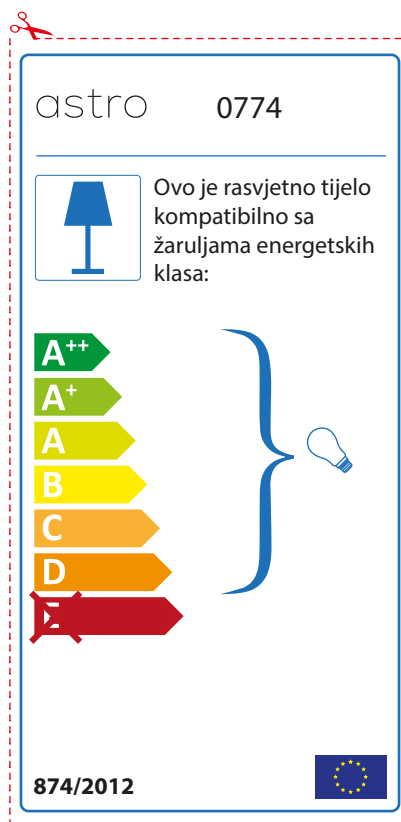 astro 0774
Ovo je rasvjetno tijelo
kompatibilno sa
žaruljama energetskih
klasa:
A++
A+
A
B
C
D
E
874/2012